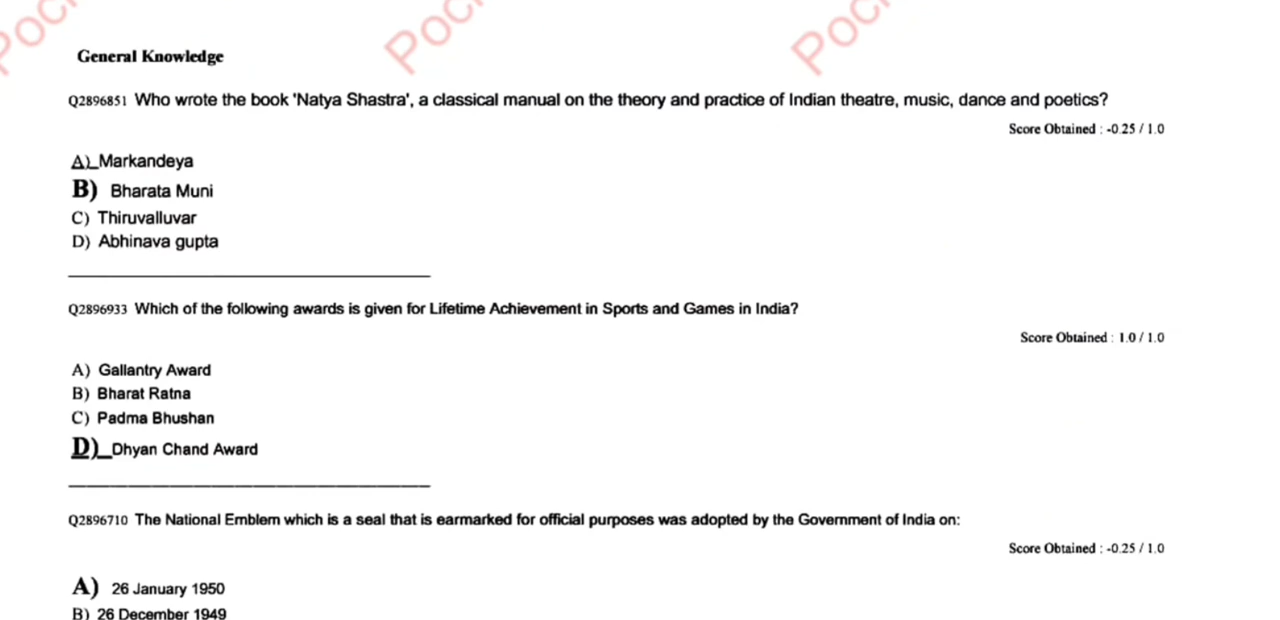 General Knowledge
Q2896851 Who wrote the book 'Natya Shastra', a classical manual on the theory and practice of Indian theatre, music, dance and poetics?
Score Obtained : -0.25 / 1.0
A) Markandeya
B) Bharata Muni
C) Thiruvalluvar
D) Abhinava gupta
Q2896933 Which of the following awards is given for Lifetime Achievement in Sports and Games in India?
Score Obtained : 1.0 / 1.0
A) Gallantry Award
B) Bharat Ratna
C) Padma Bhushan
D) Dhyan Chand Award
Q2896710 The National Emblem which is a seal that is earmarked for official purposes was adopted by the Government of India on:
Score Obtained : -0.25 / 1.0
A) 26 January 1950
B) 26 December 1949